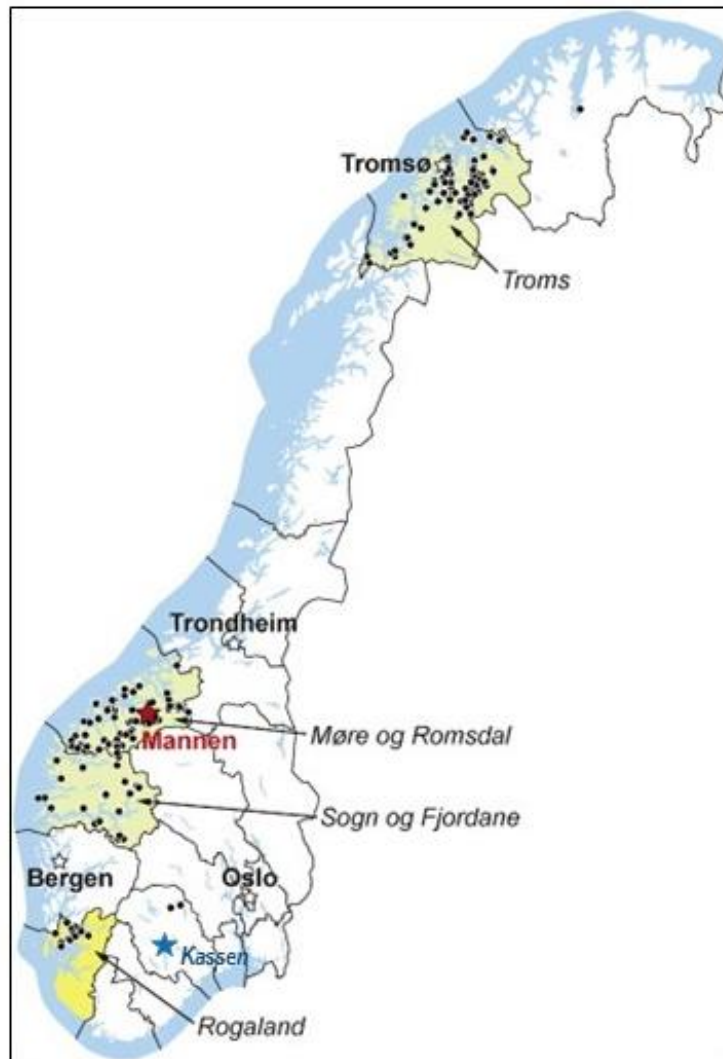 Tromsø
Troms
Trondheim
Mannen
Møre og Romsdal
Sogn og Fjordane
Bergen
Oslo
Kassen
Rogaland